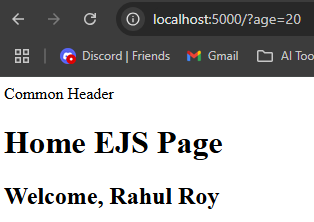 localhost:5000/?age=20
Discord | Friends Gmail AI Too
Common Header
Home EJS Page
Welcome, Rahul Roy